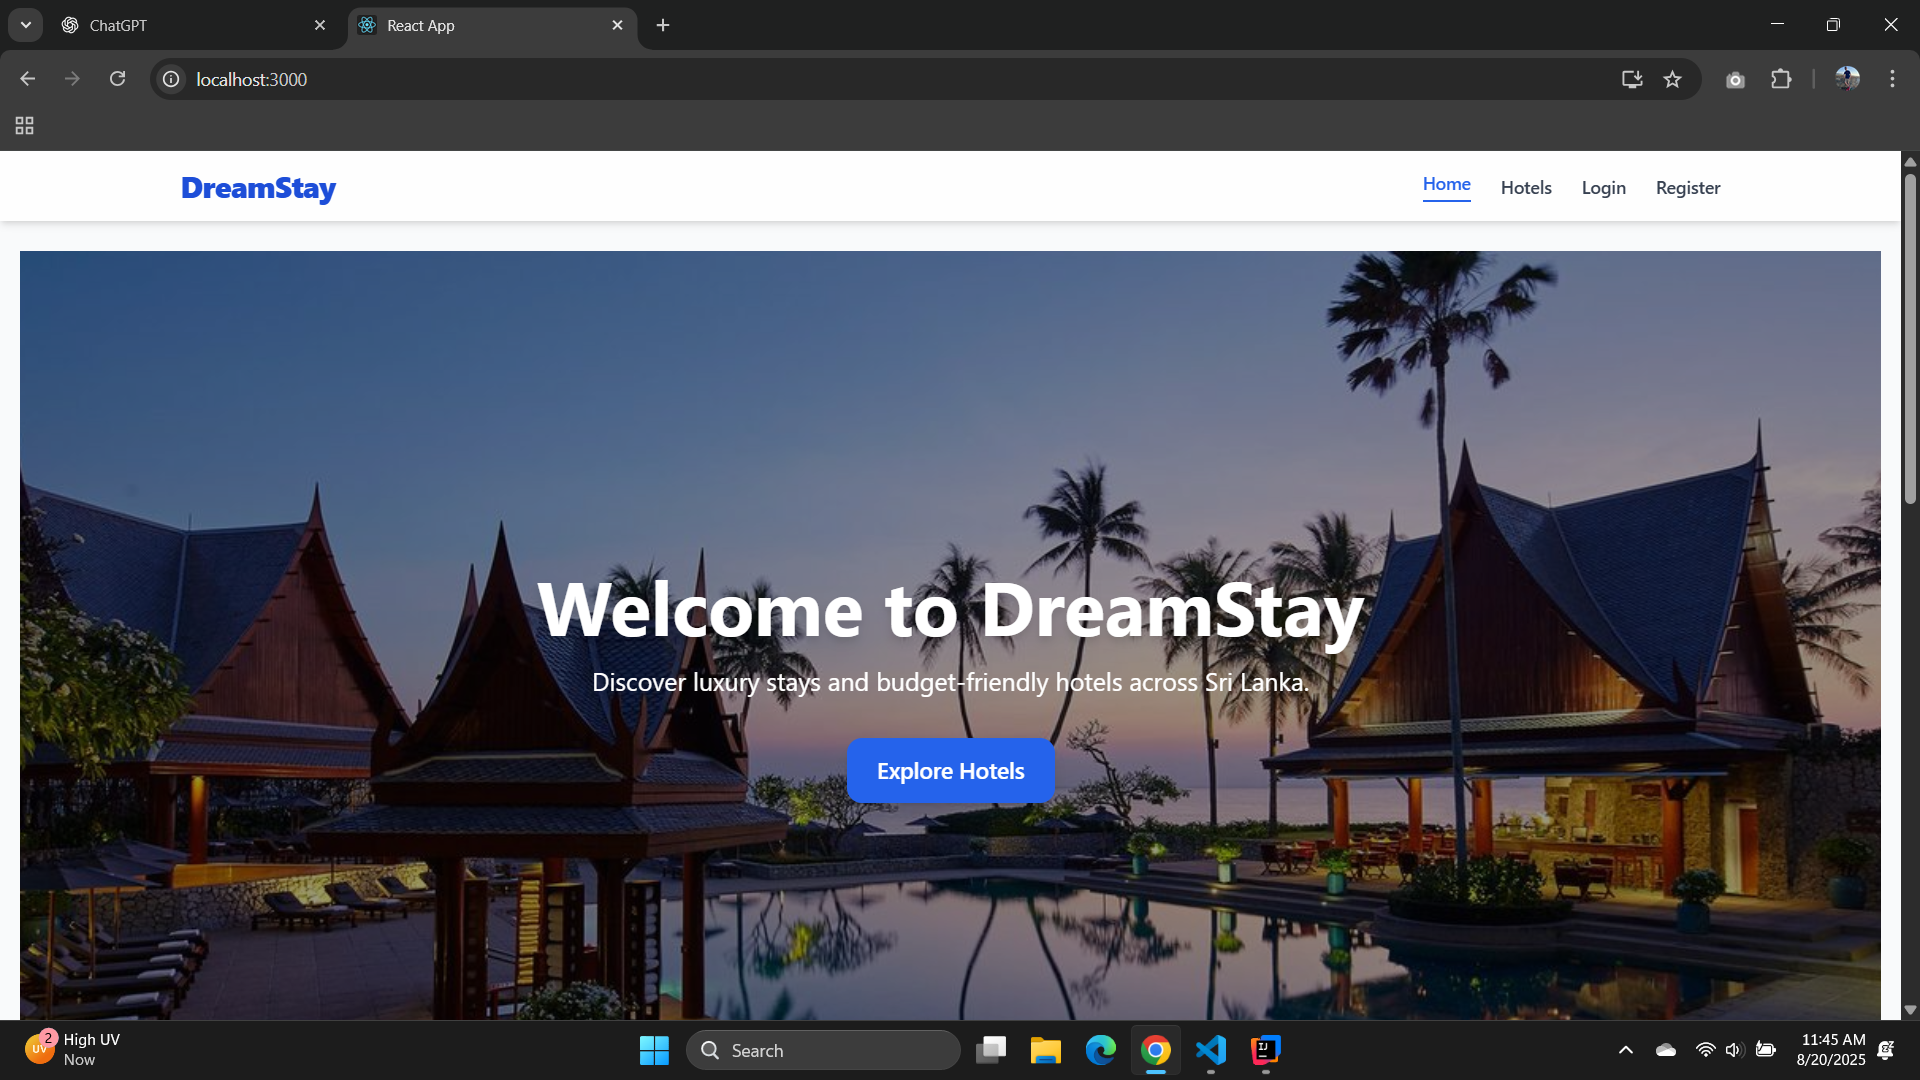 ChatGPT
React App
localhost:3000
DreamStay
Home
Hotels
Login
Register
Welcome to DreamStay
Discover luxury stays and budget-friendly hotels across Sri Lanka.
Explore Hotels
UV
2
High UV
Now
Search
IJ
11:45 AM
8/20/2025